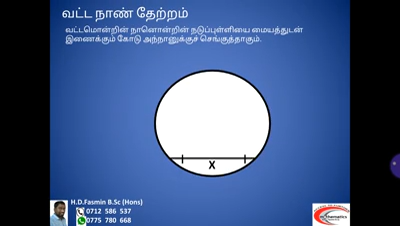 வட்ட நாண் தேற்றம்
வட்டமொன்றின் நானொன்றின் நடுப்புள்ளியை மையத்துடன்
இணைக்கும் கோடு அந்நானுக்குச் செங்குத்தாகும்.
X
H.D.Fasmin B.Sc (Hons)
0712 586 537
0775 780 668